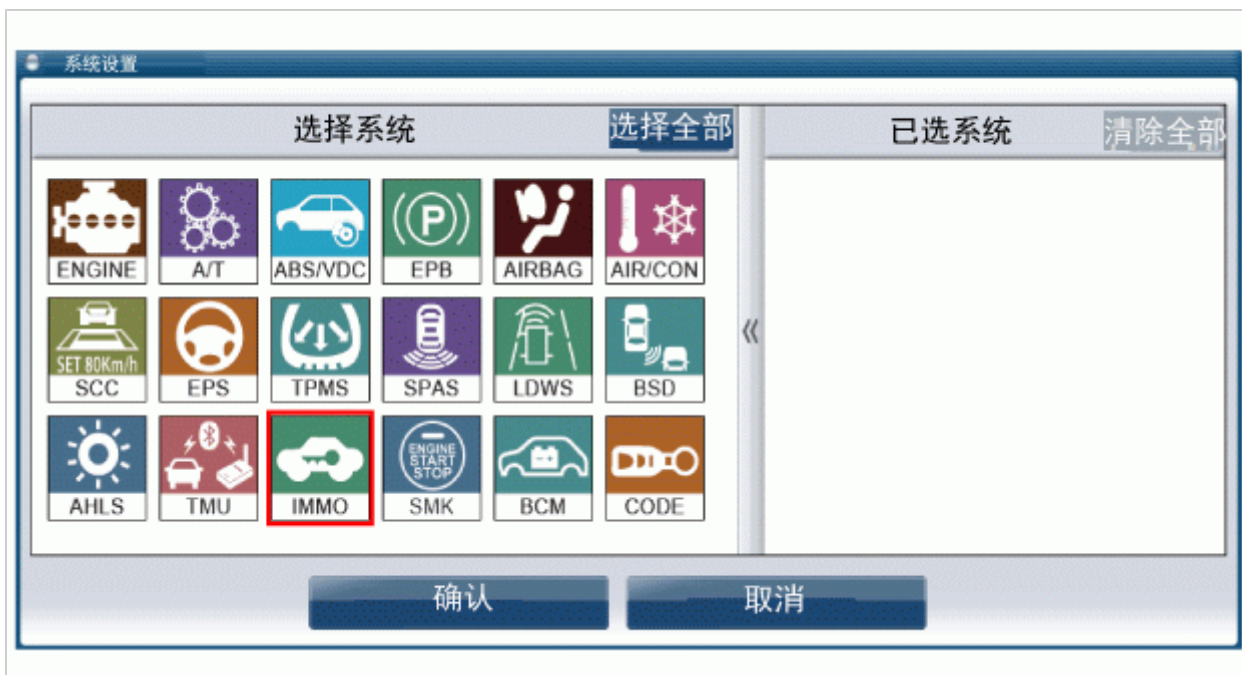 系统设置
选择系统 选择全部 已选系统 清除全部
ENGINE A/T ABS/VDC EPB AIRBAG AIR/CON
SET 80Km/h
SCC EPS TPMS SPAS LDWS BSD
ENGINE START STOP
AHLS TMU IMMO SMK BCM CODE
确认 取消